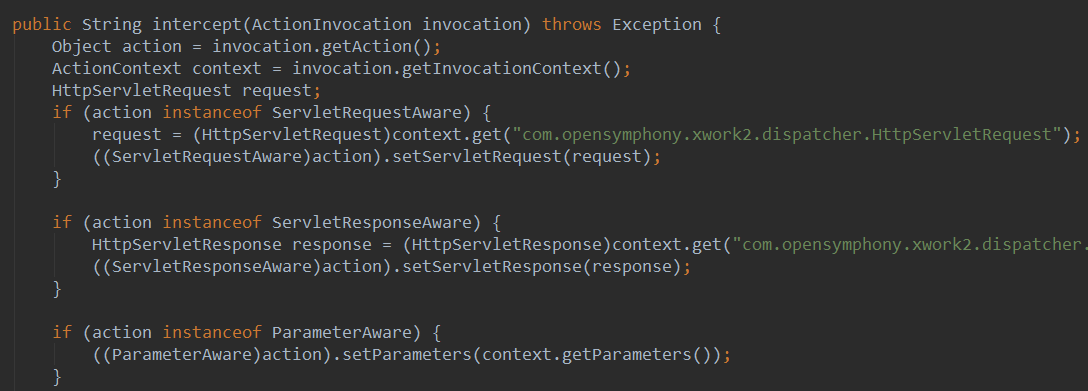 public String intercept(ActionInvocation invocation) throws Exception {
    Object action = invocation.getAction();
    ActionContext context = invocation.getInvocationContext();
    HttpServletRequest request;
    if (action instanceof ServletRequestAware) {
        request = (HttpServletRequest)context.get("com.opensymphony.xwork2.dispatcher.HttpServletRequest");
        ((ServletRequestAware)action).setServletRequest(request);
    }

    if (action instanceof ServletResponseAware) {
        HttpServletResponse response = (HttpServletResponse)context.get("com.opensymphony.xwork2.dispatcher.
        ((ServletResponseAware)action).setServletResponse(response);
    }

    if (action instanceof ParameterAware) {
        ((ParameterAware)action).setParameters(context.getParameters());
    }